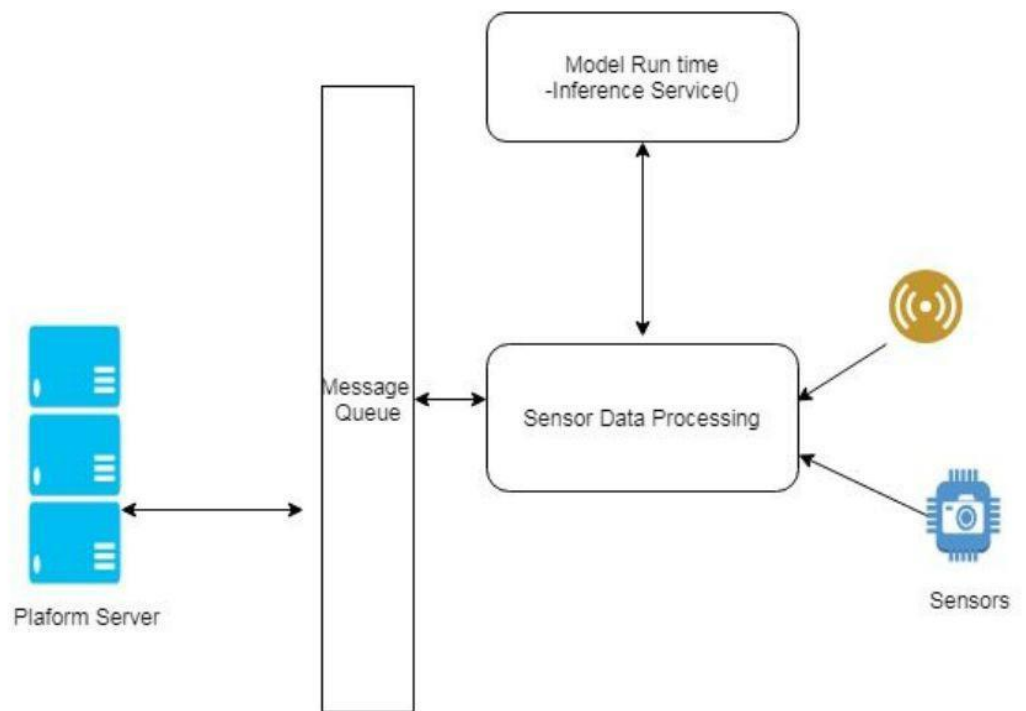 Model Run time
-Inference Service()
Message
Queue
Sensor Data Processing
Plaform Server
Sensors